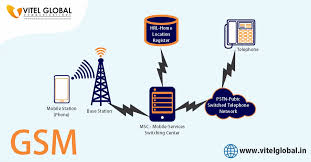 VITEL GLOBAL
COMMUNICATIONS
HRL-Home
Location
Register
Telephone
Mobile Station
(Phone)
Base Station
MSC - Mobile-Services
Switching Center
PSTN-Publc
Switched Telephone
Network
GSM
www.vitelglobal.in